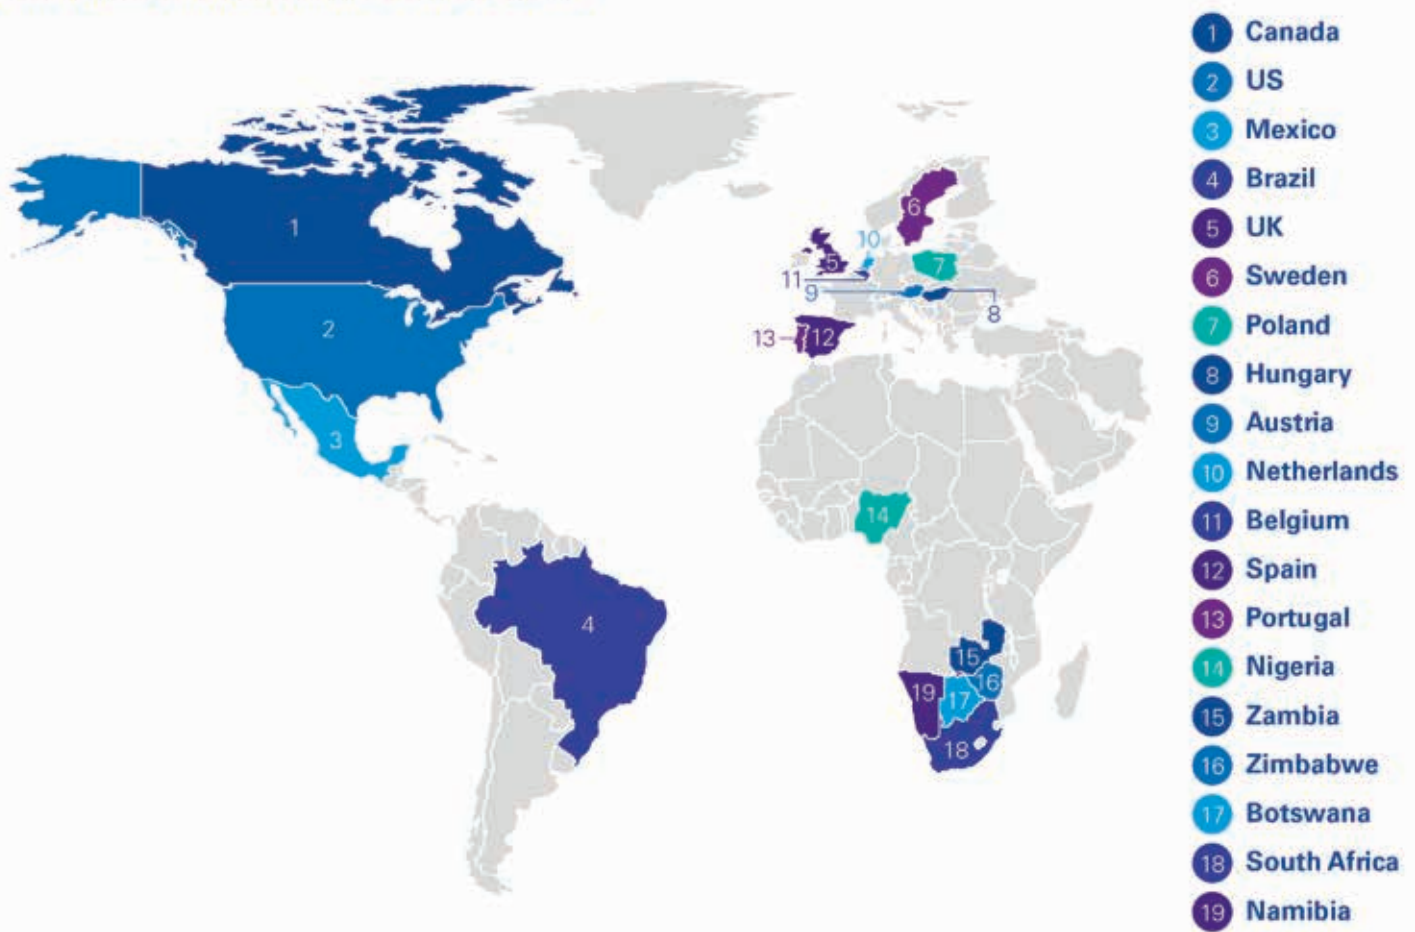 1 Canada
2 US
3 Mexico
4 Brazil
5 UK
6 Sweden
7 Poland
8 Hungary
9 Austria
10 Netherlands
11 Belgium
12 Spain
13 Portugal
14 Nigeria
15 Zambia
16 Zimbabwe
17 Botswana
18 South Africa
19 Namibia
1
2
3
4
5
6
7
8
9
10
11
12
13
14
15
16
17
18
19